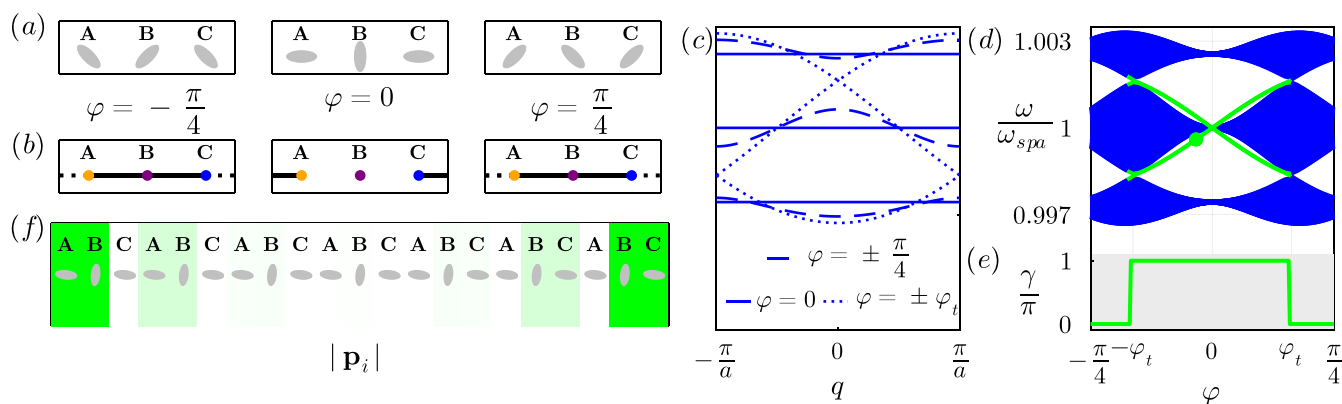 (a)
A B C
A B C
A B C
φ = − π/4
φ = 0
φ = π/4
(b)
A B C
A B C
A B C
(f)
A B C A B C A B C A B C A B C A B C A B C
| p_i |
(c)
φ = ± π/4
φ = 0
φ = ± φ_t
−π/a 0 π/a
q
(d)
1.003
ω/ω_spa
1
0.997
(e)
1
γ/π
0
−π/4 −φ_t 0 φ_t π/4
φ